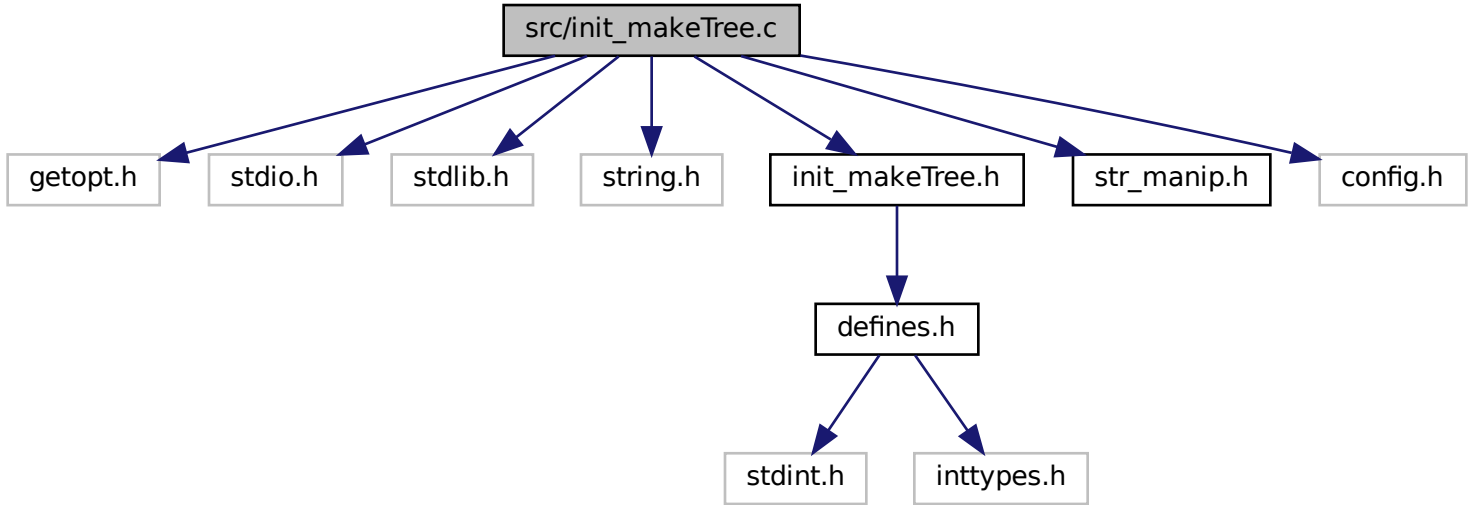 src/init_makeTree.c
getopt.h
stdio.h
stdlib.h
string.h
init_makeTree.h
str_manip.h
config.h
defines.h
stdint.h
inttypes.h